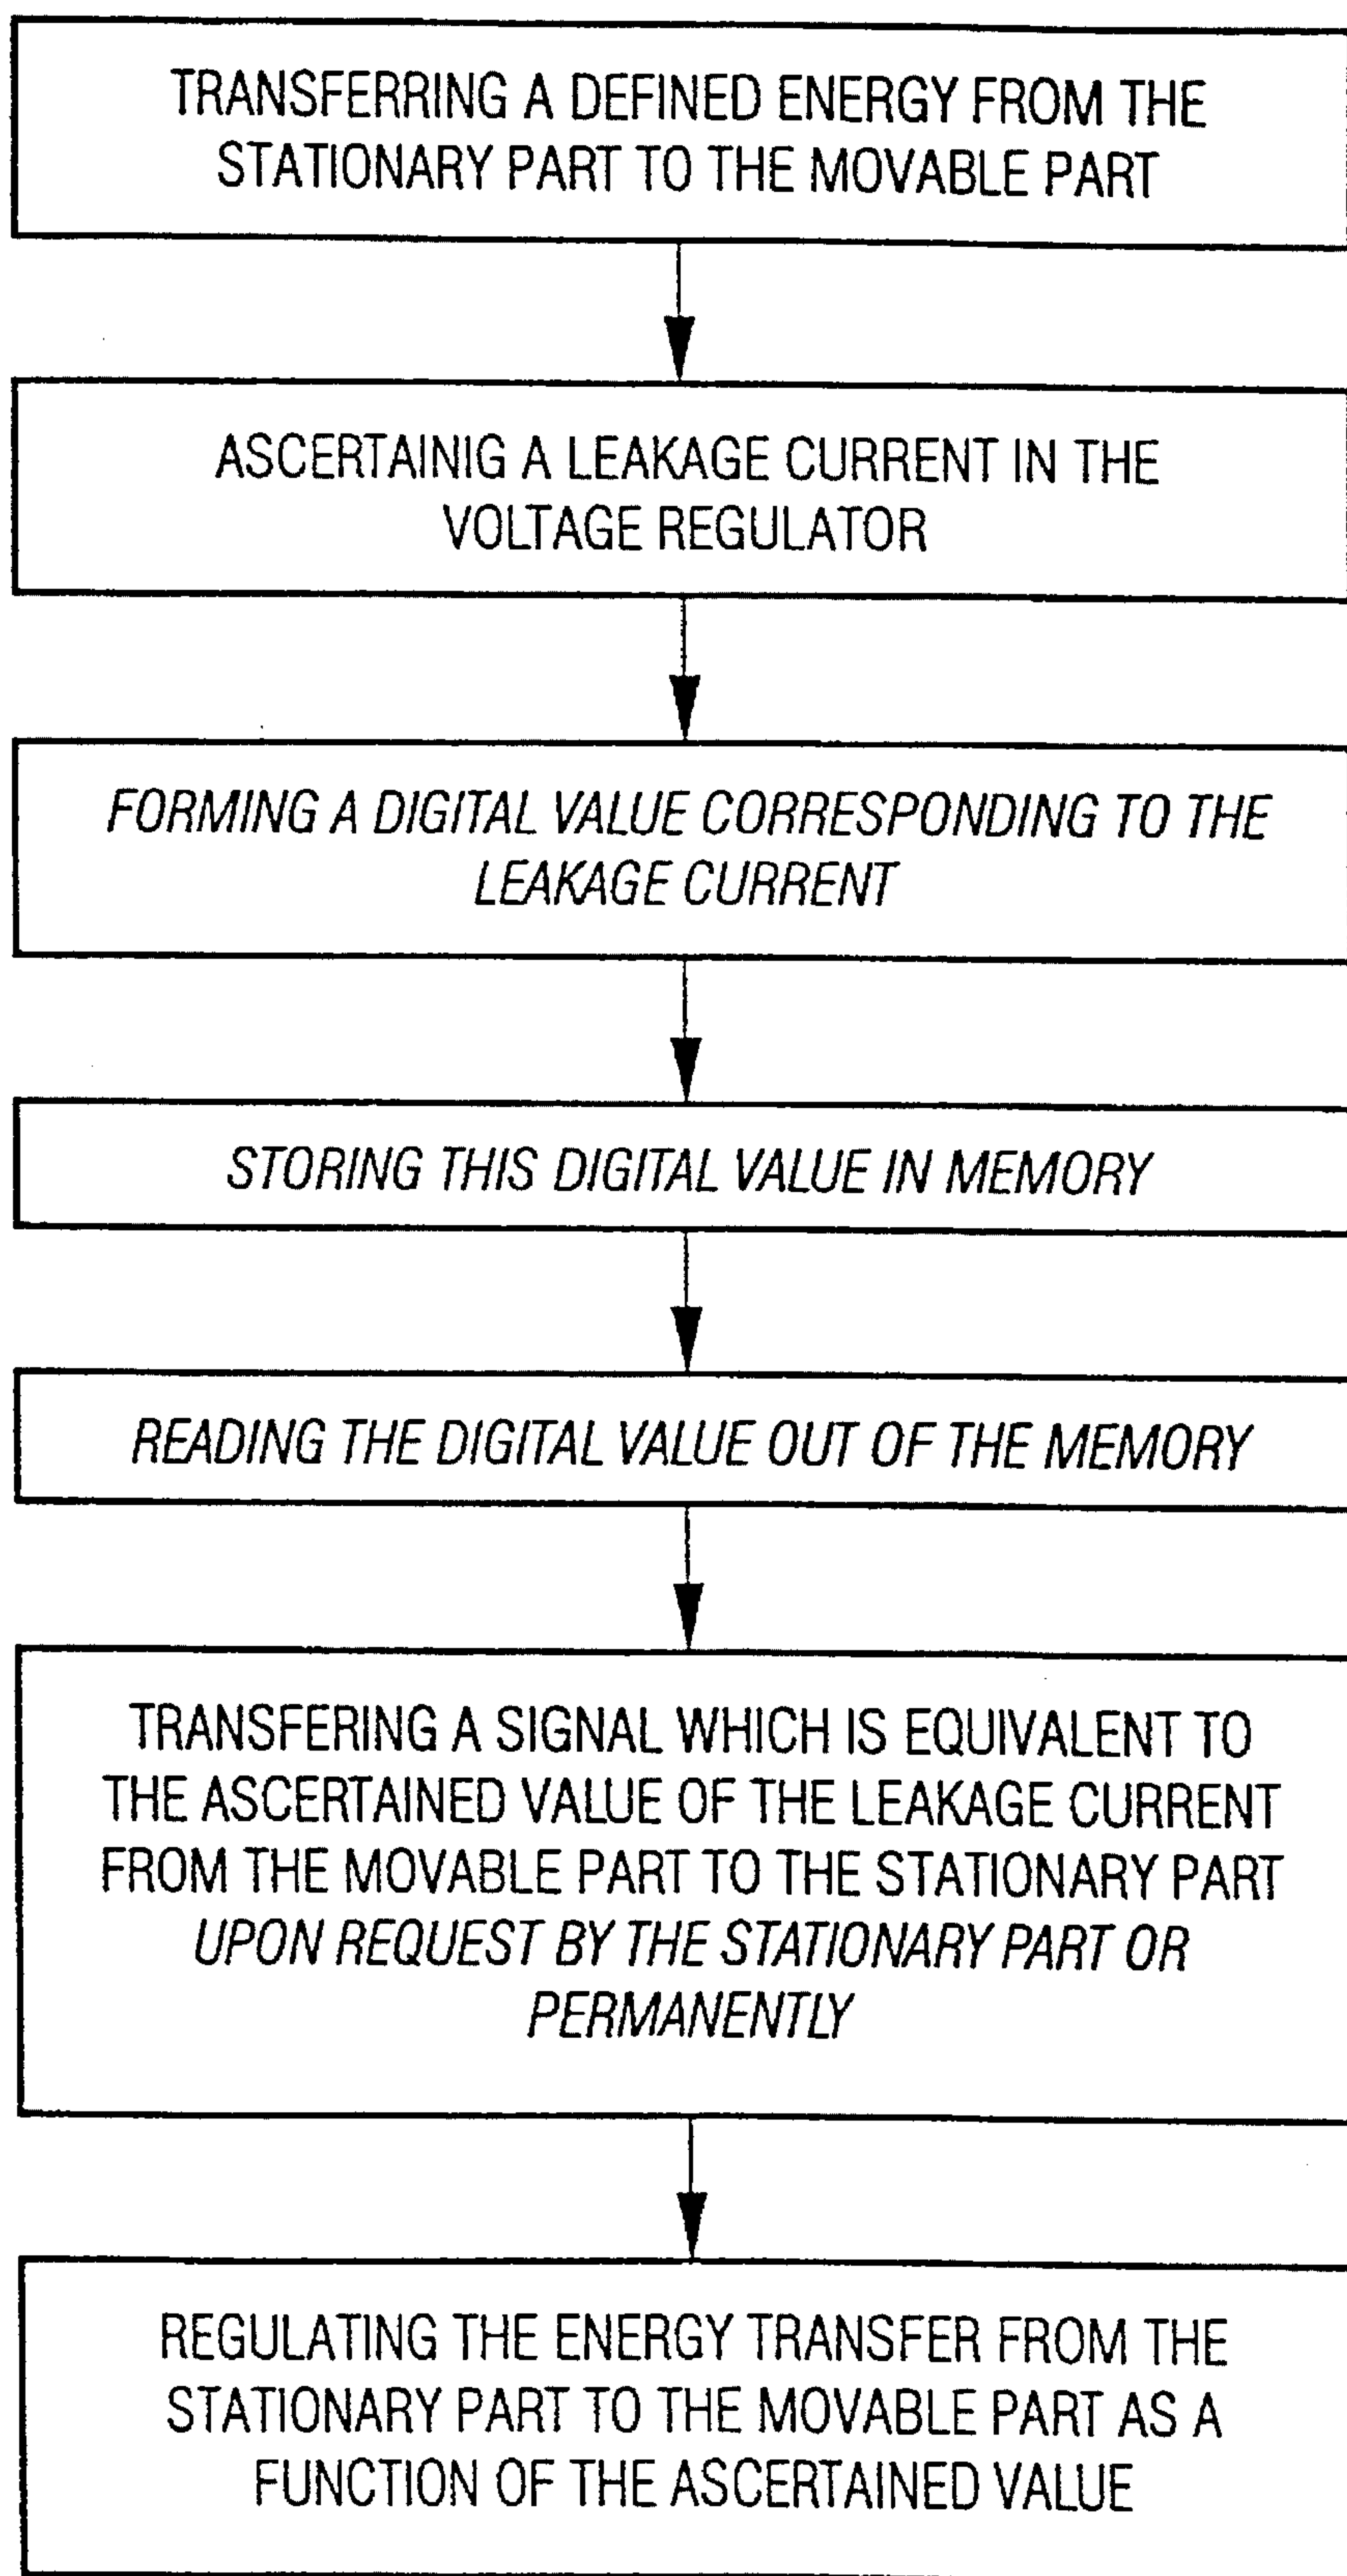 TRANSFERRING A DEFINED ENERGY FROM THE
STATIONARY PART TO THE MOVABLE PART
ASCERTAINIG A LEAKAGE CURRENT IN THE
VOLTAGE REGULATOR
FORMING A DIGITAL VALUE CORRESPONDING TO THE
LEAKAGE CURRENT
STORING THIS DIGITAL VALUE IN MEMORY
READING THE DIGITAL VALUE OUT OF THE MEMORY
TRANSFERING A SIGNAL WHICH IS EQUIVALENT TO
THE ASCERTAINED VALUE OF THE LEAKAGE CURRENT
FROM THE MOVABLE PART TO THE STATIONARY PART
UPON REQUEST BY THE STATIONARY PART OR
PERMANENTLY
REGULATING THE ENERGY TRANSFER FROM THE
STATIONARY PART TO THE MOVABLE PART AS A
FUNCTION OF THE ASCERTAINED VALUE